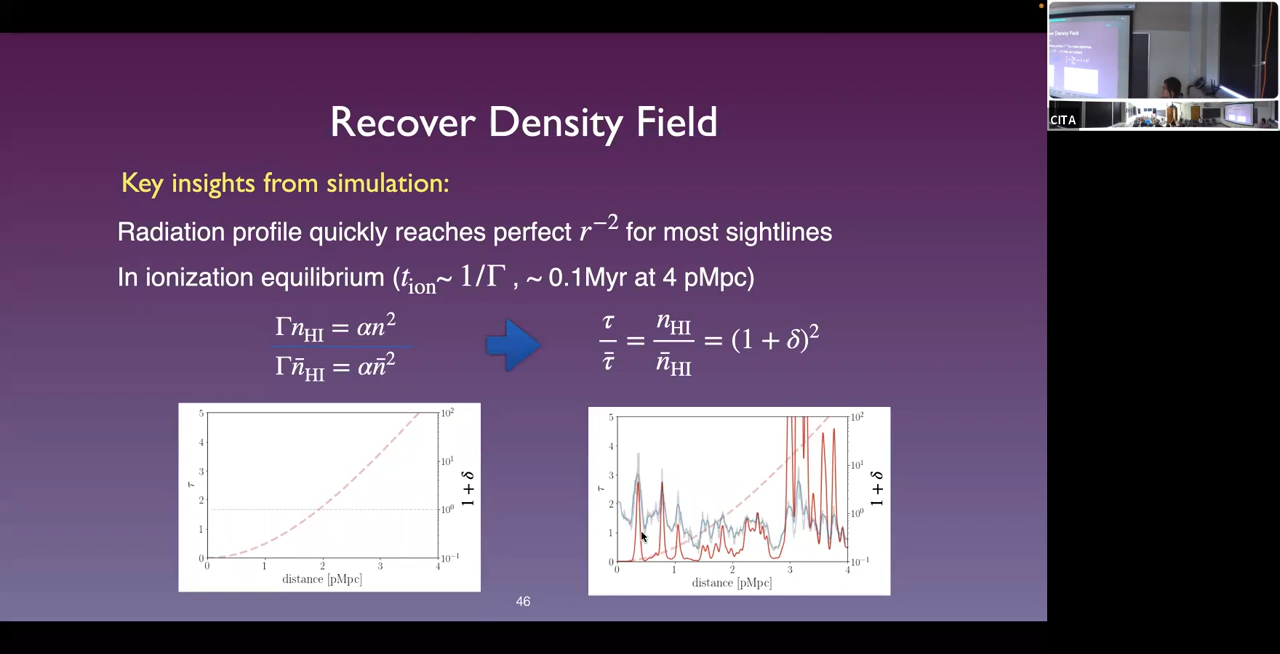 Recover Density Field
Key insights from simulation:
Radiation profile quickly reaches perfect r⁻² for most sightlines
In ionization equilibrium (t_ion~ 1/Γ , ~ 0.1Myr at 4 pMpc)
Γn_HI = αn²
Γn̄_HI = αn̄²
τ/τ̄ = n_HI/n̄_HI = (1 + δ)²
5
4
3
2
1
0
τ
10²
10¹
10⁰
10⁻¹
1 + δ
0 1 2 3 4
distance [pMpc]
5
4
3
2
1
0
τ
10²
10¹
10⁰
10⁻¹
1 + δ
0 1 2 3 4
distance [pMpc]
46
CITA